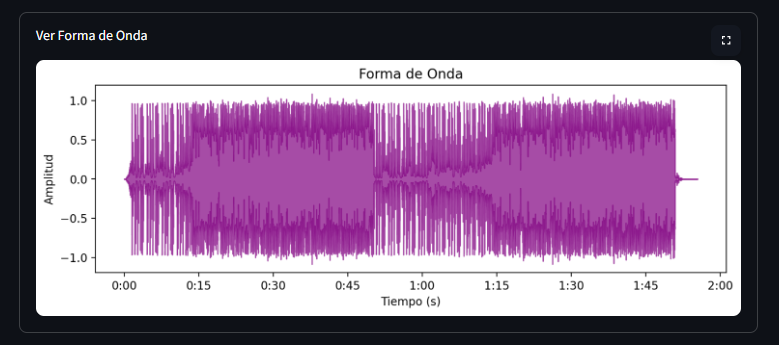 Ver Forma de Onda
Forma de Onda
Amplitud
1.0
0.5
0.0
−0.5
−1.0
0:00 0:15 0:30 0:45 1:00 1:15 1:30 1:45 2:00
Tiempo (s)